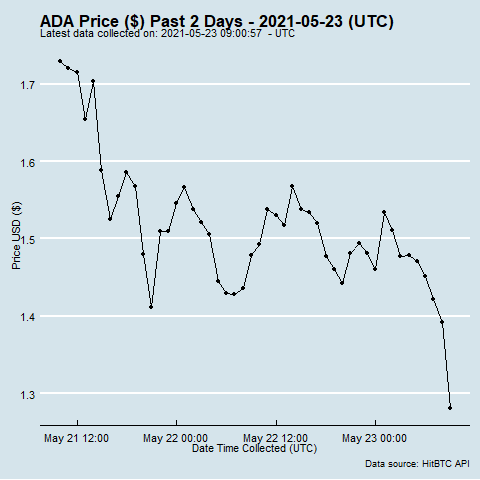 ADA Price ($) Past 2 Days - 2021-05-23 (UTC)
Latest data collected on: 2021-05-23 09:00:57  - UTC
1.7
1.6
1.5
1.4
1.3
Price USD ($)
May 21 12:00
May 22 00:00
May 22 12:00
May 23 00:00
Date Time Collected (UTC)
Data source: HitBTC API